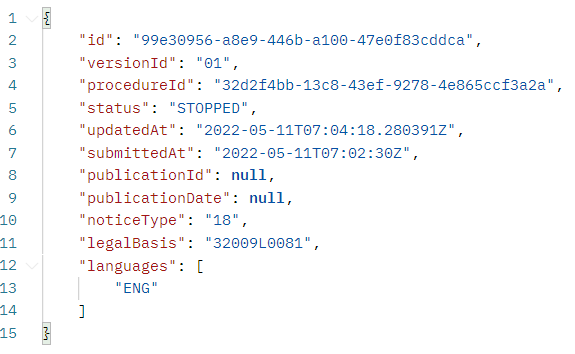 1 {
2 "id": "99e30956-a8e9-446b-a100-47e0f83cddca",
3 "versionId": "01",
4 "procedureId": "32d2f4bb-13c8-43ef-9278-4e865ccf3a2a",
5 "status": "STOPPED",
6 "updatedAt": "2022-05-11T07:04:18.280391Z",
7 "submittedAt": "2022-05-11T07:02:30Z",
8 "publicationId": null,
9 "publicationDate": null,
10 "noticeType": "18",
11 "legalBasis": "32009L0081",
12 "languages": [
13 "ENG"
14 ]
15 }